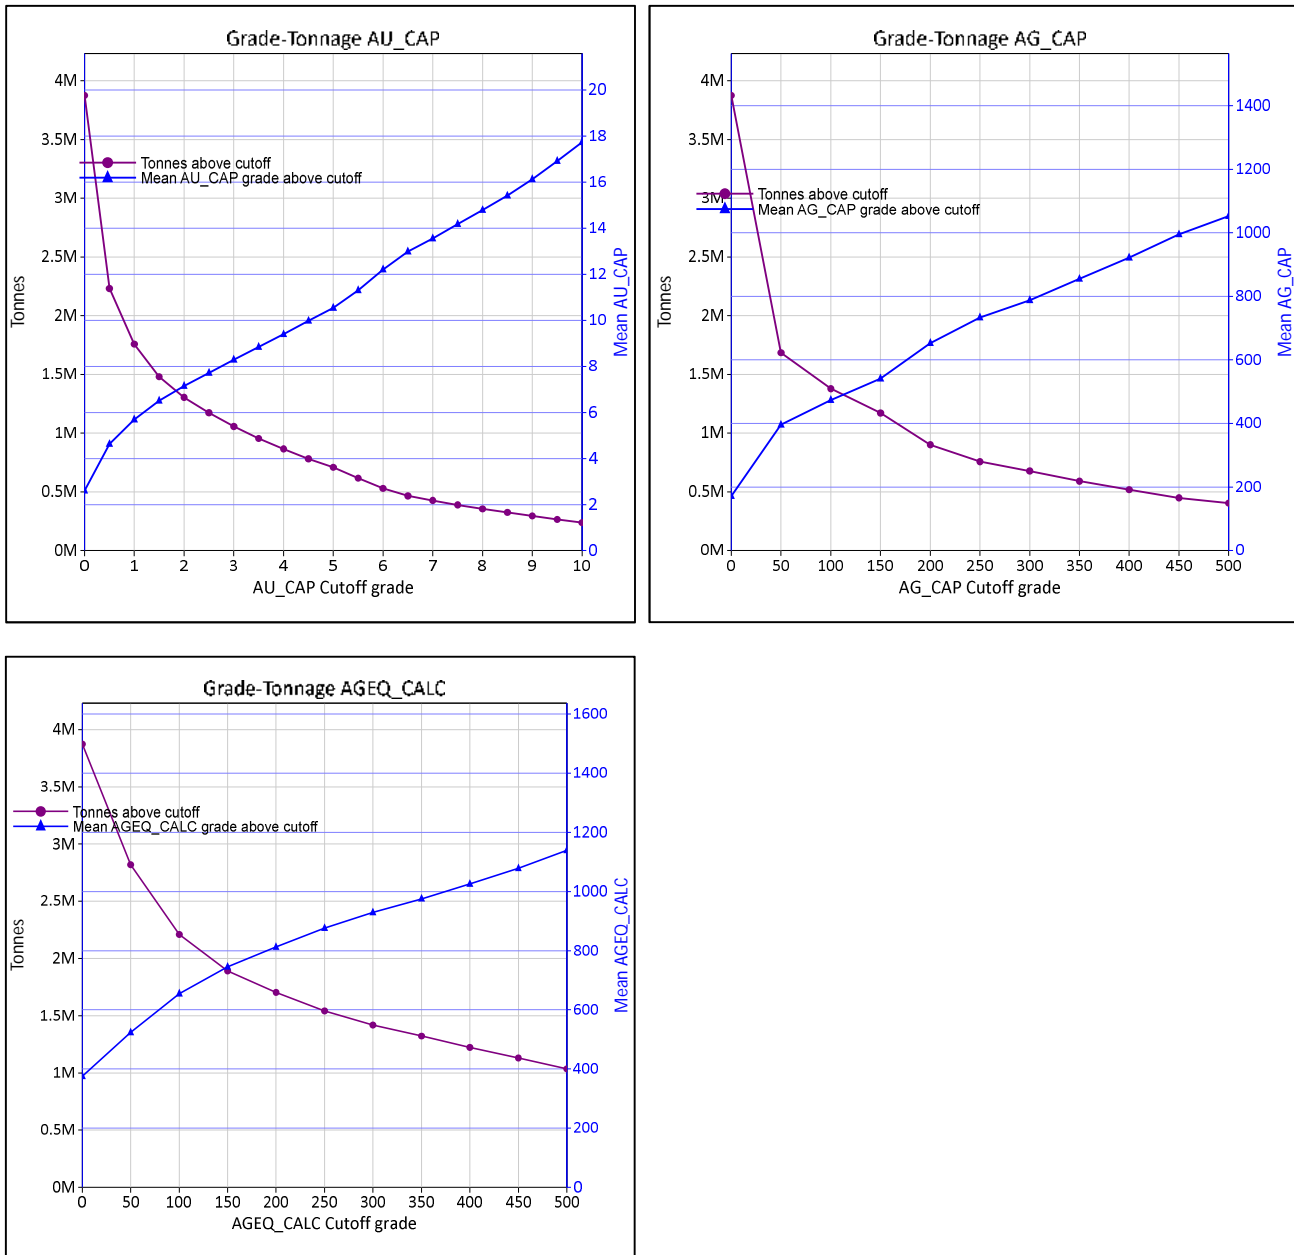 Grade-Tonnage AU_CAP
4M
3.5M
3M
2.5M
2M
1.5M
1M
0.5M
0M
Tonnes
Tonnes above cutoff
Mean AU_CAP grade above cutoff
20
18
16
14
12
10
8
6
4
2
0
Mean AU_CAP
0 1 2 3 4 5 6 7 8 9 10
AU_CAP Cutoff grade
Grade-Tonnage AG_CAP
4M
3.5M
3M
2.5M
2M
1.5M
1M
0.5M
0M
Tonnes
Tonnes above cutoff
Mean AG_CAP grade above cutoff
1400
1200
1000
800
600
400
200
0
Mean AG_CAP
0 50 100 150 200 250 300 350 400 450 500
AG_CAP Cutoff grade
Grade-Tonnage AGEQ_CALC
4M
3.5M
3M
2.5M
2M
1.5M
1M
0.5M
0M
Tonnes
Tonnes above cutoff
Mean AGEQ_CALC grade above cutoff
1600
1400
1200
1000
800
600
400
200
0
Mean AGEQ_CALC
0 50 100 150 200 250 300 350 400 450 500
AGEQ_CALC Cutoff grade